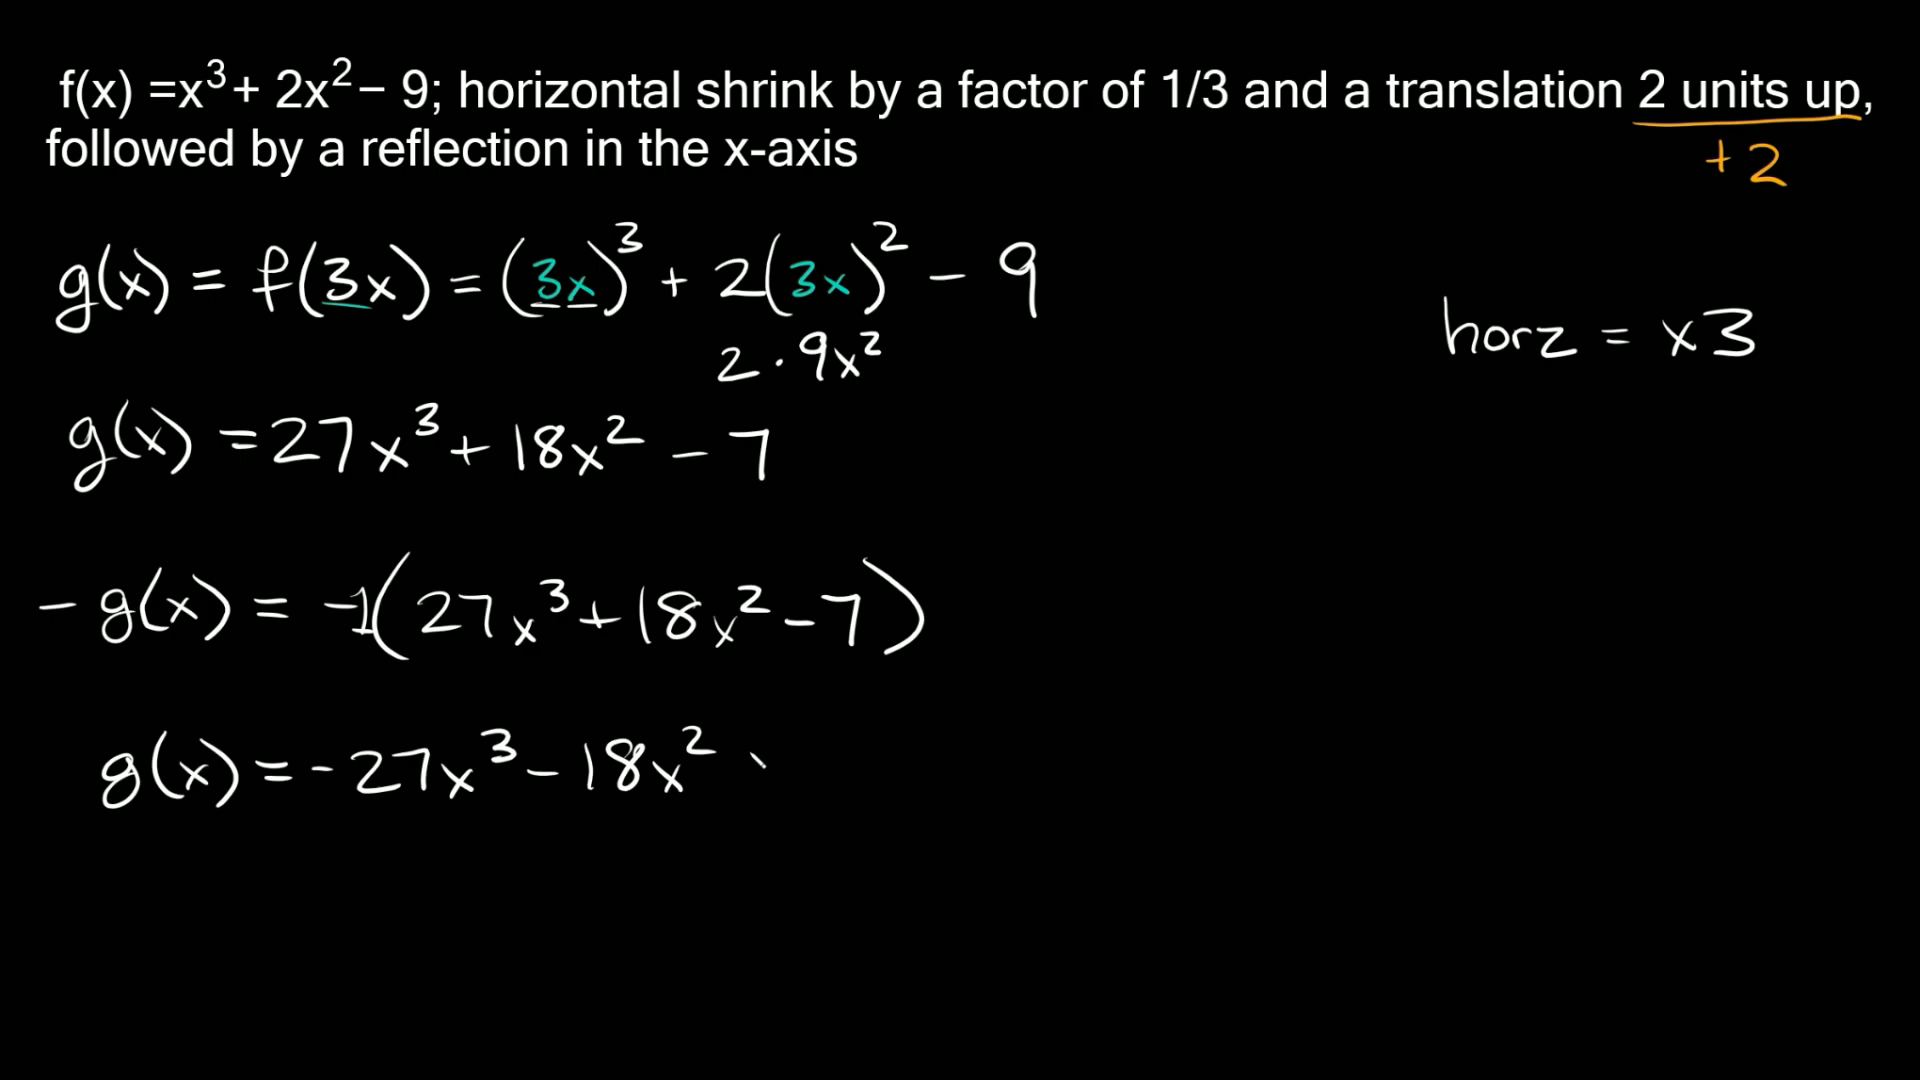 f(x) =x³+ 2x²− 9; horizontal shrink by a factor of 1/3 and a translation 2 units up,
followed by a reflection in the x-axis
+2
g(x) = f(3x) = (3x)³ + 2(3x)² − 9
2 · 9x²
horz = x3
g(x) = 27x³ + 18x² − 7
− g(x) = −1(27x³ + 18x² − 7)
g(x) = -27x³ − 18x²